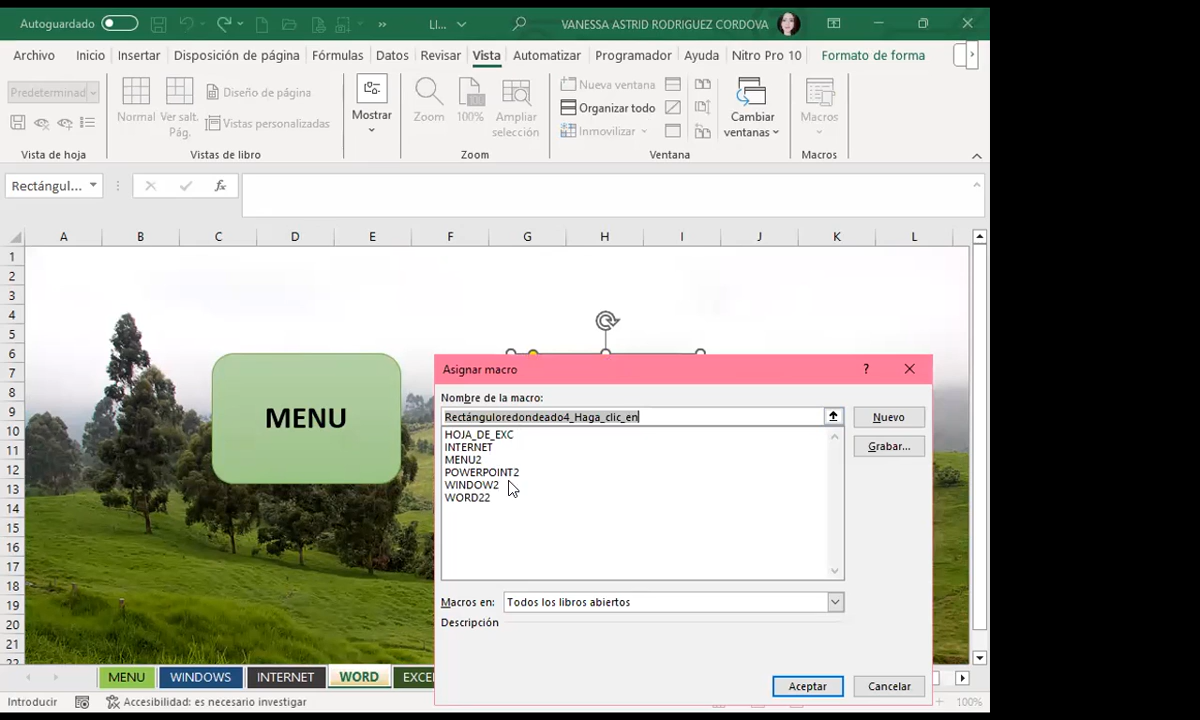 Autoguardado
LI...
VANESSA ASTRID RODRIGUEZ CORDOVA
Archivo Inicio Insertar Disposición de página Fórmulas Datos Revisar Vista Automatizar Programador Ayuda Nitro Pro 10 Formato de forma
Predeterminad
Vista de hoja
Normal
Ver salt. Pág.
Diseño de página
Vistas personalizadas
Vistas de libro
Mostrar
Zoom
100%
Ampliar selección
Zoom
Nueva ventana
Organizar todo
Inmovilizar
Cambiar ventanas
Ventana
Macros
Macros
Rectángul...
fx
A B C D E F G H I J K L
1
2
3
4
5
6
7
8
9
10
11
12
13
14
15
16
17
18
19
20
21
22
MENU
Asignar macro
?
Nombre de la macro:
Rectánguloredondeado4_Haga_clic_en
Nuevo
Grabar...
HOJA_DE_EXC
INTERNET
MENU2
POWERPOINT2
WINDOW2
WORD22
Macros en: Todos los libros abiertos
Descripción
Aceptar
Cancelar
MENU WINDOWS INTERNET WORD EXCE
Introducir
Accesibilidad: es necesario investigar
100%